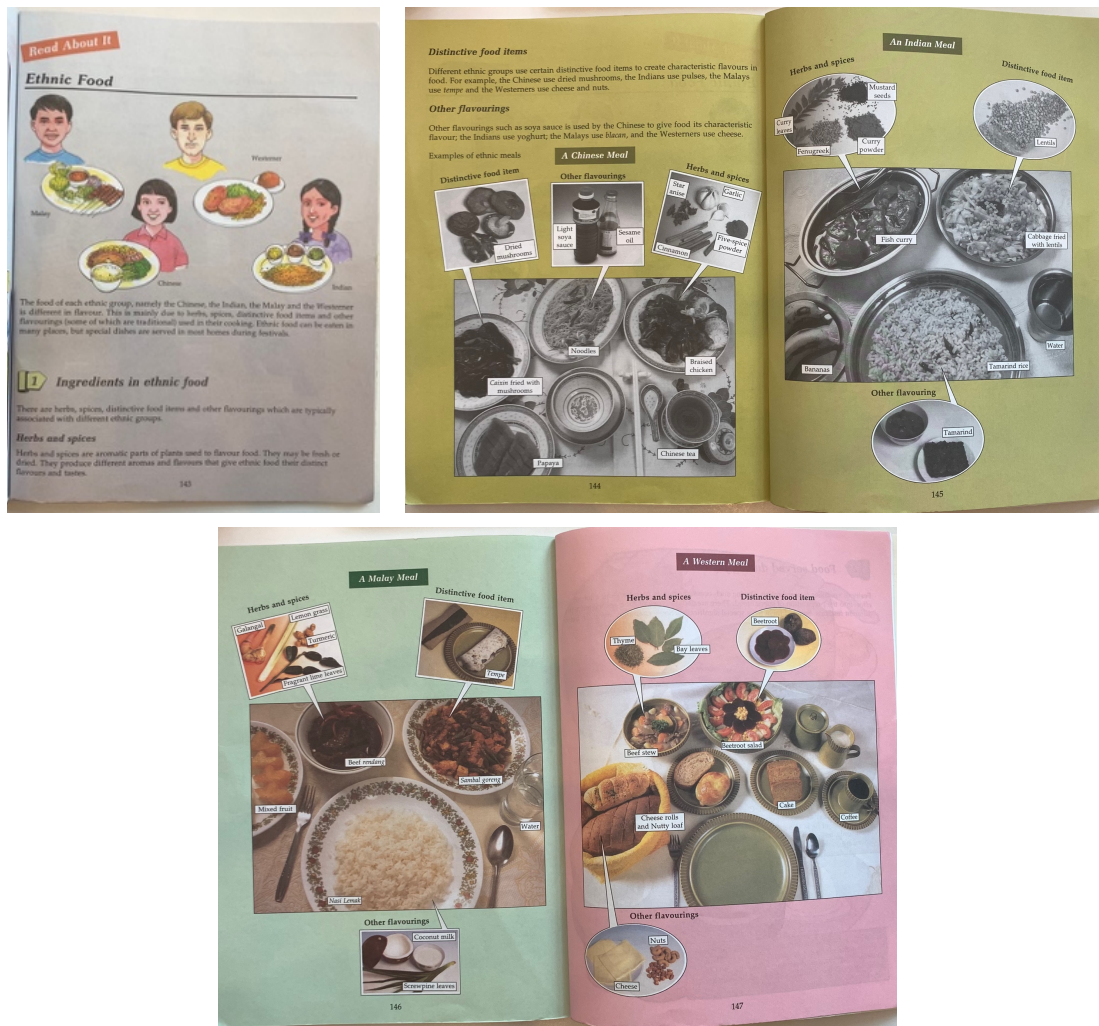 Read About It
Ethnic Food
Westerner
Malay
Chinese
Indian
The food of each ethnic group, namely the Chinese, the Indian, the Malay and the Westerner
is different in flavour. This is mainly due to herbs, spices, distinctive food items and other
flavourings (some of which are traditional) used in their cooking. Ethnic food can be eaten in
many places, but special dishes are served in most homes during festivals.
1 Ingredients in ethnic food
There are herbs, spices, distinctive food items and other flavourings which are typically
associated with different ethnic groups.
Herbs and spices
Herbs and spices are aromatic parts of plants used to flavour food. They may be fresh or
dried. They produce different aromas and flavours that give ethnic food their distinct
flavours and tastes.
143
Distinctive food items
Different ethnic groups use certain distinctive food items to create characteristic flavours in
food. For example, the Chinese use dried mushrooms, the Indians use pulses, the Malays
use tempe and the Westerners use cheese and nuts.
Other flavourings
Other flavourings such as soya sauce is used by the Chinese to give food its characteristic
flavour; the Indians use yoghurt; the Malays use blacan, and the Westerners use cheese.
Examples of ethnic meals
A Chinese Meal
Distinctive food item
Other flavourings
Herbs and spices
Dried
mushrooms
Light
soya
sauce
Sesame
oil
Star
anise
Garlic
Cinnamon
Five-spice
powder
Noodles
Braised
chicken
Caixin fried with
mushrooms
Papaya
Chinese tea
144
An Indian Meal
Herbs and spices
Distinctive food item
Mustard
seeds
Curry
leaves
Fenugreek
Curry
powder
Lentils
Fish curry
Cabbage fried
with lentils
Water
Bananas
Tamarind rice
Other flavouring
Tamarind
145
A Malay Meal
Herbs and spices
Distinctive food item
Galangal
Lemon grass
Turmeric
Fragrant lime leaves
Tempe
Beef rendang
Sambal goreng
Mixed fruit
Water
Nasi Lemak
Other flavourings
Coconut milk
Screwpine leaves
146
A Western Meal
Herbs and spices
Distinctive food item
Thyme
Bay leaves
Beetroot
Beef stew
Beetroot salad
Cake
Coffee
Cheese rolls
and Nutty loaf
Other flavourings
Nuts
Cheese
147